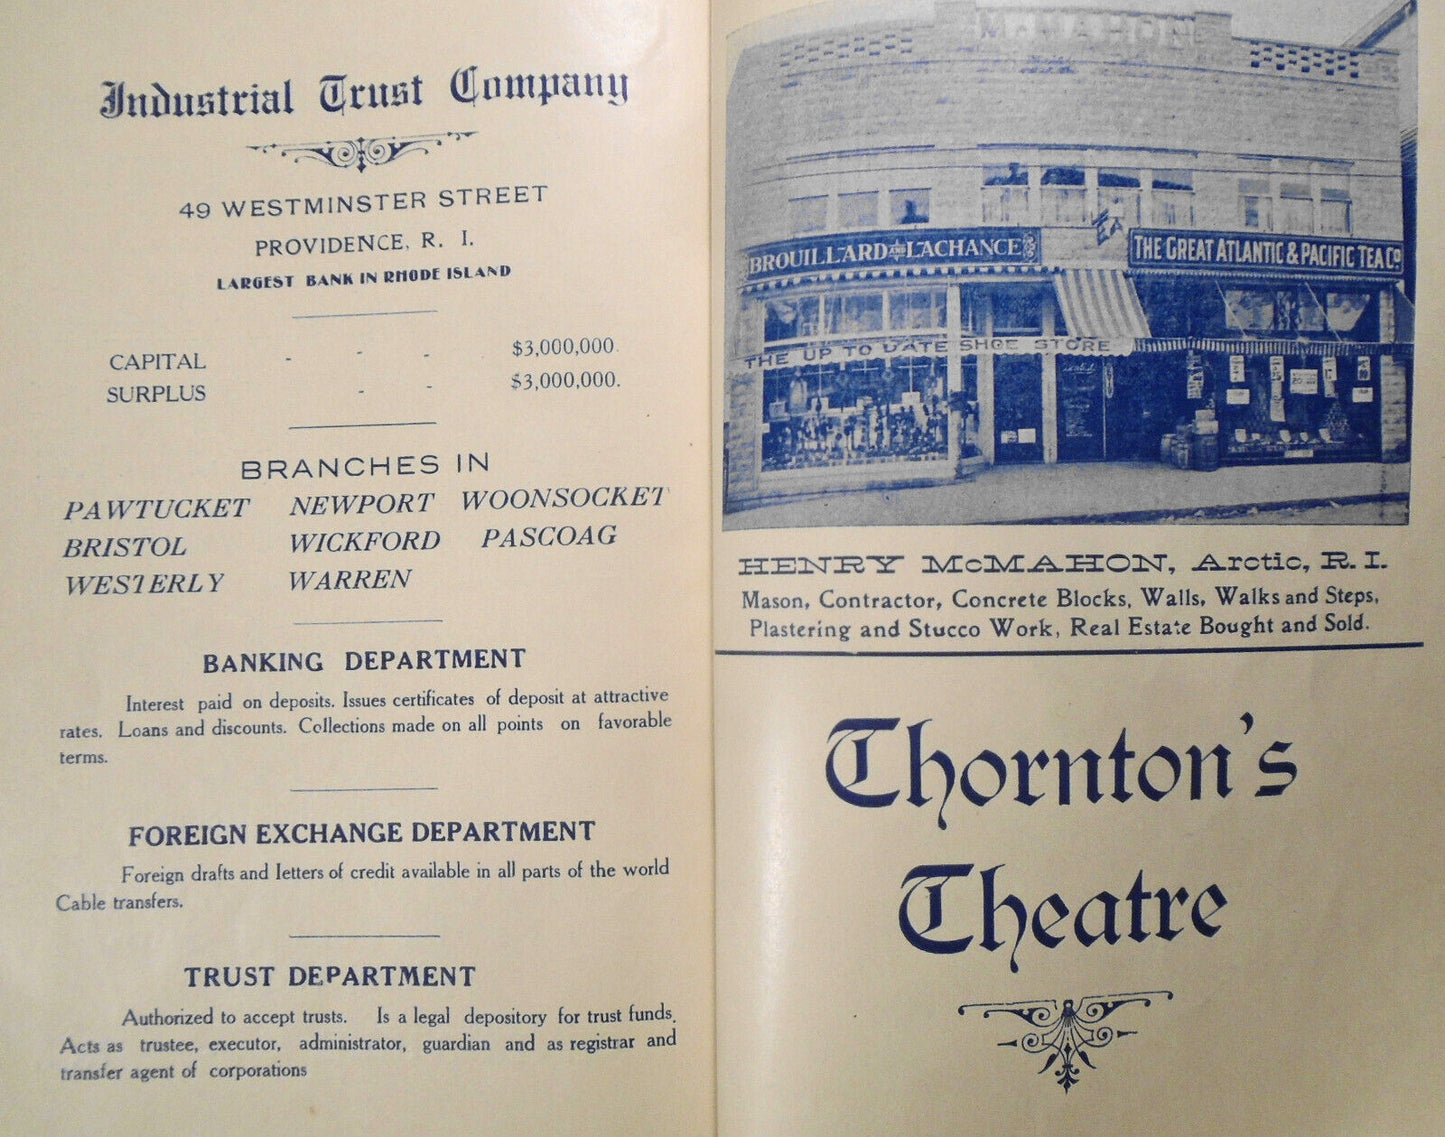 Industrial Trust Company
49 WESTMINSTER STREET
PROVIDENCE, R. I.
LARGEST BANK IN RHODE ISLAND
CAPITAL - - - $3,000,000.
SURPLUS - - $3,000,000.
BRANCHES IN
PAWTUCKET NEWPORT WOONSOCKET
BRISTOL WICKFORD PASCOAG
WESTERLY WARREN
BANKING DEPARTMENT
Interest paid on deposits. Issues certificates of deposit at attractive
rates. Loans and discounts. Collections made on all points on favorable
terms.
FOREIGN EXCHANGE DEPARTMENT
Foreign drafts and letters of credit available in all parts of the world
Cable transfers.
TRUST DEPARTMENT
Authorized to accept trusts. Is a legal depository for trust funds.
Acts as trustee, executor, administrator, guardian and as registrar and
transfer agent of corporations
BROUILLARD AND LACHANCE
THE GREAT ATLANTIC & PACIFIC TEA CO
THE UP TO DATE SHOE STORE
HENRY McMAHON, Arctic, R. I.
Mason, Contractor, Concrete Blocks, Walls, Walks and Steps,
Plastering and Stucco Work, Real Estate Bought and Sold.
Thornton's
Theatre